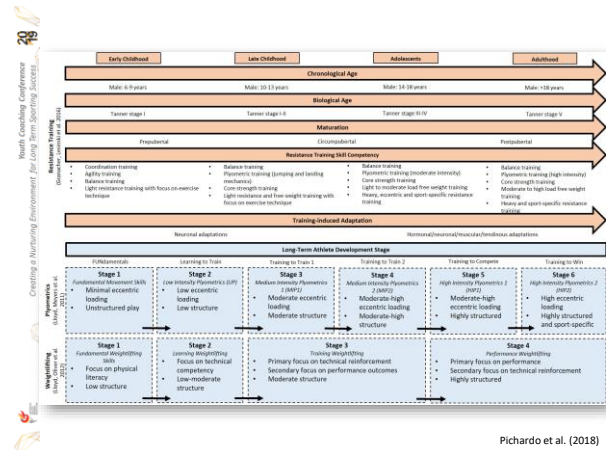 2019
Youth Coaching Conference
Creating a Nurturing Environment for Long Term Sporting Success
Early Childhood
Late Childhood
Adolescents
Adulthood
Chronological Age
Male: 6-9 years
Male: 10-13 years
Male: 14-18 years
Male: >18 years
Biological Age
Tanner stage I
Tanner stage I-II
Tanner stage III-IV
Tanner stage V
Maturation
Prepubertal
Circumpubertal
Postpubertal
Resistance Training
Resistance Training Skill Competency
• Coordination training
• Agility training
• Balance training
• Light resistance training with focus on exercise
technique
• Balance training
• Plyometric training (jumping and landing
mechanics)
• Core strength training
• Light resistance and free weight training with
focus on exercise technique
• Balance training
• Plyometric training (moderate intensity)
• Core strength training
• Light to moderate load free weight training
• Heavy, eccentric and sport-specific resistance
training
• Balance training
• Plyometric training (high intensity)
• Core strength training
• Moderate to high load free weight
training
• Heavy and sport-specific resistance
training
Training-Induced Adaptation
Neuronal adaptations
Hormonal/neuronal/muscular/tendinous adaptations
Long-Term Athlete Development Stage
FUNdamentals
Learning to Train
Training to Train 1
Training to Train 2
Training to Compete
Training to Win
Plyometrics
Stage 1
Fundamental Movement Skills
• Minimal eccentric
loading
• Unstructured play
Stage 2
Low Intensity Plyometrics (LIP)
• Low eccentric
loading
• Low structure
Stage 3
Medium Intensity Plyometrics
1 (MIP1)
• Moderate eccentric
loading
• Moderate structure
Stage 4
Medium Intensity Plyometrics
2 (MIP2)
• Moderate-high
eccentric loading
• Moderate-high
structure
Stage 5
High Intensity Plyometrics 1
(HIP1)
• Moderate-high
eccentric loading
• Highly structured
Stage 6
High Intensity Plyometrics 2
(HIP2)
• High eccentric
loading
• Highly structured
and sport-specific
Weightlifting
Stage 1
Fundamental Weightlifting
Skills
• Focus on physical
literacy
• Low structure
Stage 2
Learning Weightlifting
• Focus on technical
competency
• Low-moderate
structure
Stage 3
Training Weightlifting
• Primary focus on technical reinforcement
• Secondary focus on performance outcomes
• Moderate structure
Stage 4
Performance Weightlifting
• Primary focus on performance
• Secondary focus on technical reinforcement
• Highly structured
Pichardo et al. (2018)